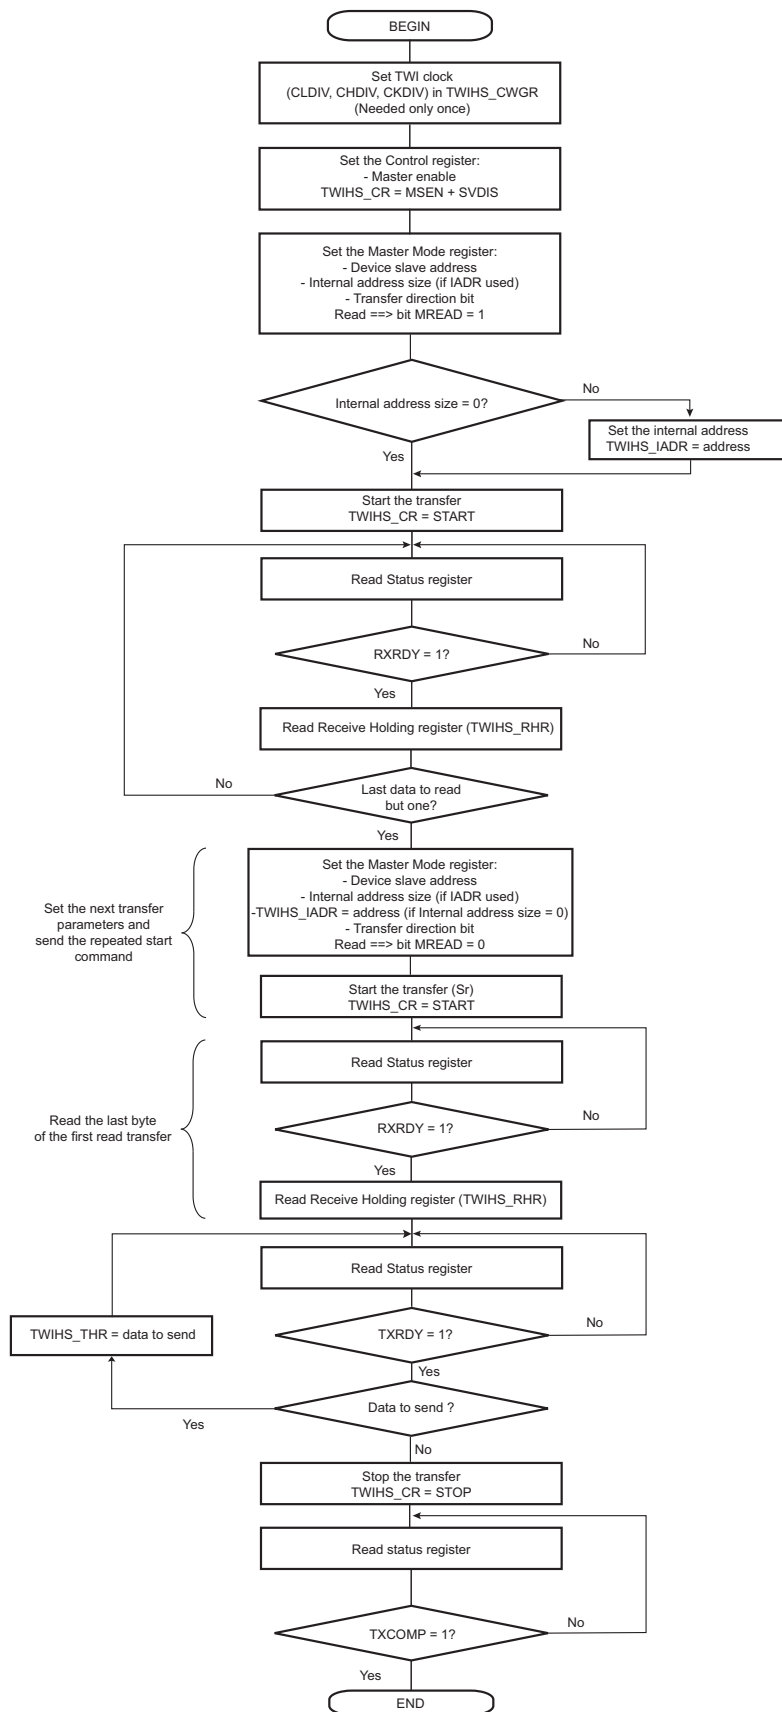 BEGIN
Set TWI clock
(CLDIV, CHDIV, CKDIV) in TWIHS_CWGR
(Needed only once)
Set the Control register:
- Master enable
TWIHS_CR = MSEN + SVDIS
Set the Master Mode register:
- Device slave address
- Internal address size (if IADR used)
- Transfer direction bit
Read ==> bit MREAD = 1
Internal address size = 0?
No
Set the internal address
TWIHS_IADR = address
Yes
Start the transfer
TWIHS_CR = START
Read Status register
RXRDY = 1?
No
Yes
Read Receive Holding register (TWIHS_RHR)
Last data to read
but one?
No
Yes
Set the next transfer
parameters and
send the repeated start
command
Set the Master Mode register:
- Device slave address
- Internal address size (if IADR used)
-TWIHS_IADR = address (if Internal address size = 0)
- Transfer direction bit
Read ==> bit MREAD = 0
Start the transfer (Sr)
TWIHS_CR = START
Read the last byte
of the first read transfer
Read Status register
RXRDY = 1?
No
Yes
Read Receive Holding register (TWIHS_RHR)
Read Status register
TWIHS_THR = data to send
TXRDY = 1?
No
Yes
Data to send ?
Yes
No
Stop the transfer
TWIHS_CR = STOP
Read status register
TXCOMP = 1?
No
Yes
END